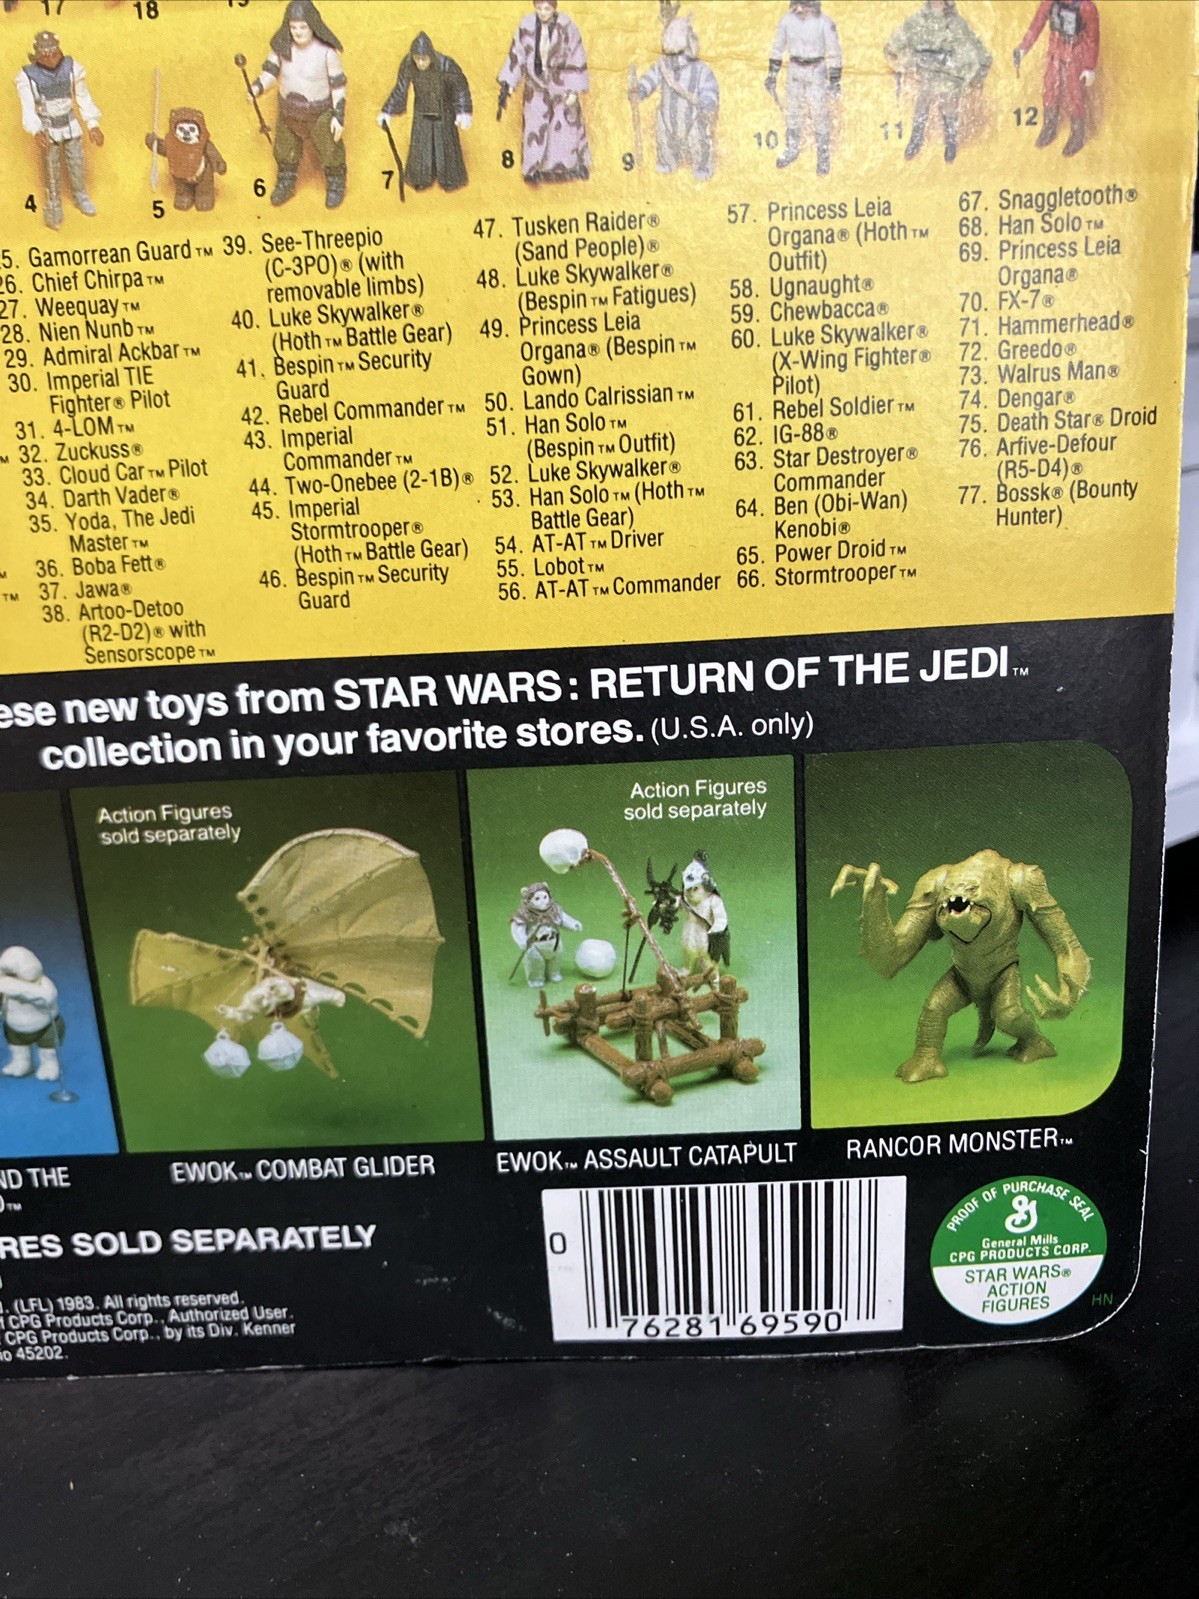 17
18
4
5
6
7
8
9
10
11
12
5. Gamorrean Guard™
26. Chief Chirpa™
27. Weequay™
28. Nien Nunb™
29. Admiral Ackbar™
30. Imperial TIE
Fighter® Pilot
31. 4-LOM™
32. Zuckuss®
33. Cloud Car™ Pilot
34. Darth Vader®
35. Yoda, The Jedi
Master™
36. Boba Fett®
37. Jawa®
38. Artoo-Detoo
(R2-D2)® with
Sensorscope™
39. See-Threepio
(C-3PO)® (with
removable limbs)
40. Luke Skywalker®
(Hoth™ Battle Gear)
41. Bespin™ Security
Guard
42. Rebel Commander™
43. Imperial
Commander™
44. Two-Onebee (2-1B)®
45. Imperial
Stormtrooper®
(Hoth™ Battle Gear)
46. Bespin™ Security
Guard
47. Tusken Raider®
(Sand People)®
48. Luke Skywalker®
(Bespin™ Fatigues)
49. Princess Leia
Organa® (Bespin™
Gown)
50. Lando Calrissian™
51. Han Solo™
(Bespin™ Outfit)
52. Luke Skywalker®
53. Han Solo™ (Hoth™
Battle Gear)
54. AT-AT™ Driver
55. Lobot™
56. AT-AT™ Commander
57. Princess Leia
Organa® (Hoth™
Outfit)
58. Ugnaught®
59. Chewbacca®
60. Luke Skywalker®
(X-Wing Fighter®
Pilot)
61. Rebel Soldier™
62. IG-88®
63. Star Destroyer®
Commander
64. Ben (Obi-Wan)
Kenobi®
65. Power Droid™
66. Stormtrooper™
67. Snaggletooth®
68. Han Solo™
69. Princess Leia
Organa®
70. FX-7®
71. Hammerhead®
72. Greedo®
73. Walrus Man®
74. Dengar®
75. Death Star® Droid
76. Arfive-Defour
(R5-D4)®
77. Bossk® (Bounty
Hunter)
ese new toys from STAR WARS: RETURN OF THE JEDI™
collection in your favorite stores. (U.S.A. only)
Action Figures
sold separately
Action Figures
sold separately
ND THE
™
EWOK™ COMBAT GLIDER
EWOK™ ASSAULT CATAPULT
RANCOR MONSTER™
RES SOLD SEPARATELY
(LFL) 1983. All rights reserved.
CPG Products Corp., Authorized User.
CPG Products Corp., by its Div. Kenner
io 45202.
0
76281 69590
PROOF OF PURCHASE SEAL
General Mills
CPG PRODUCTS CORP.
STAR WARS®
ACTION
FIGURES
HN